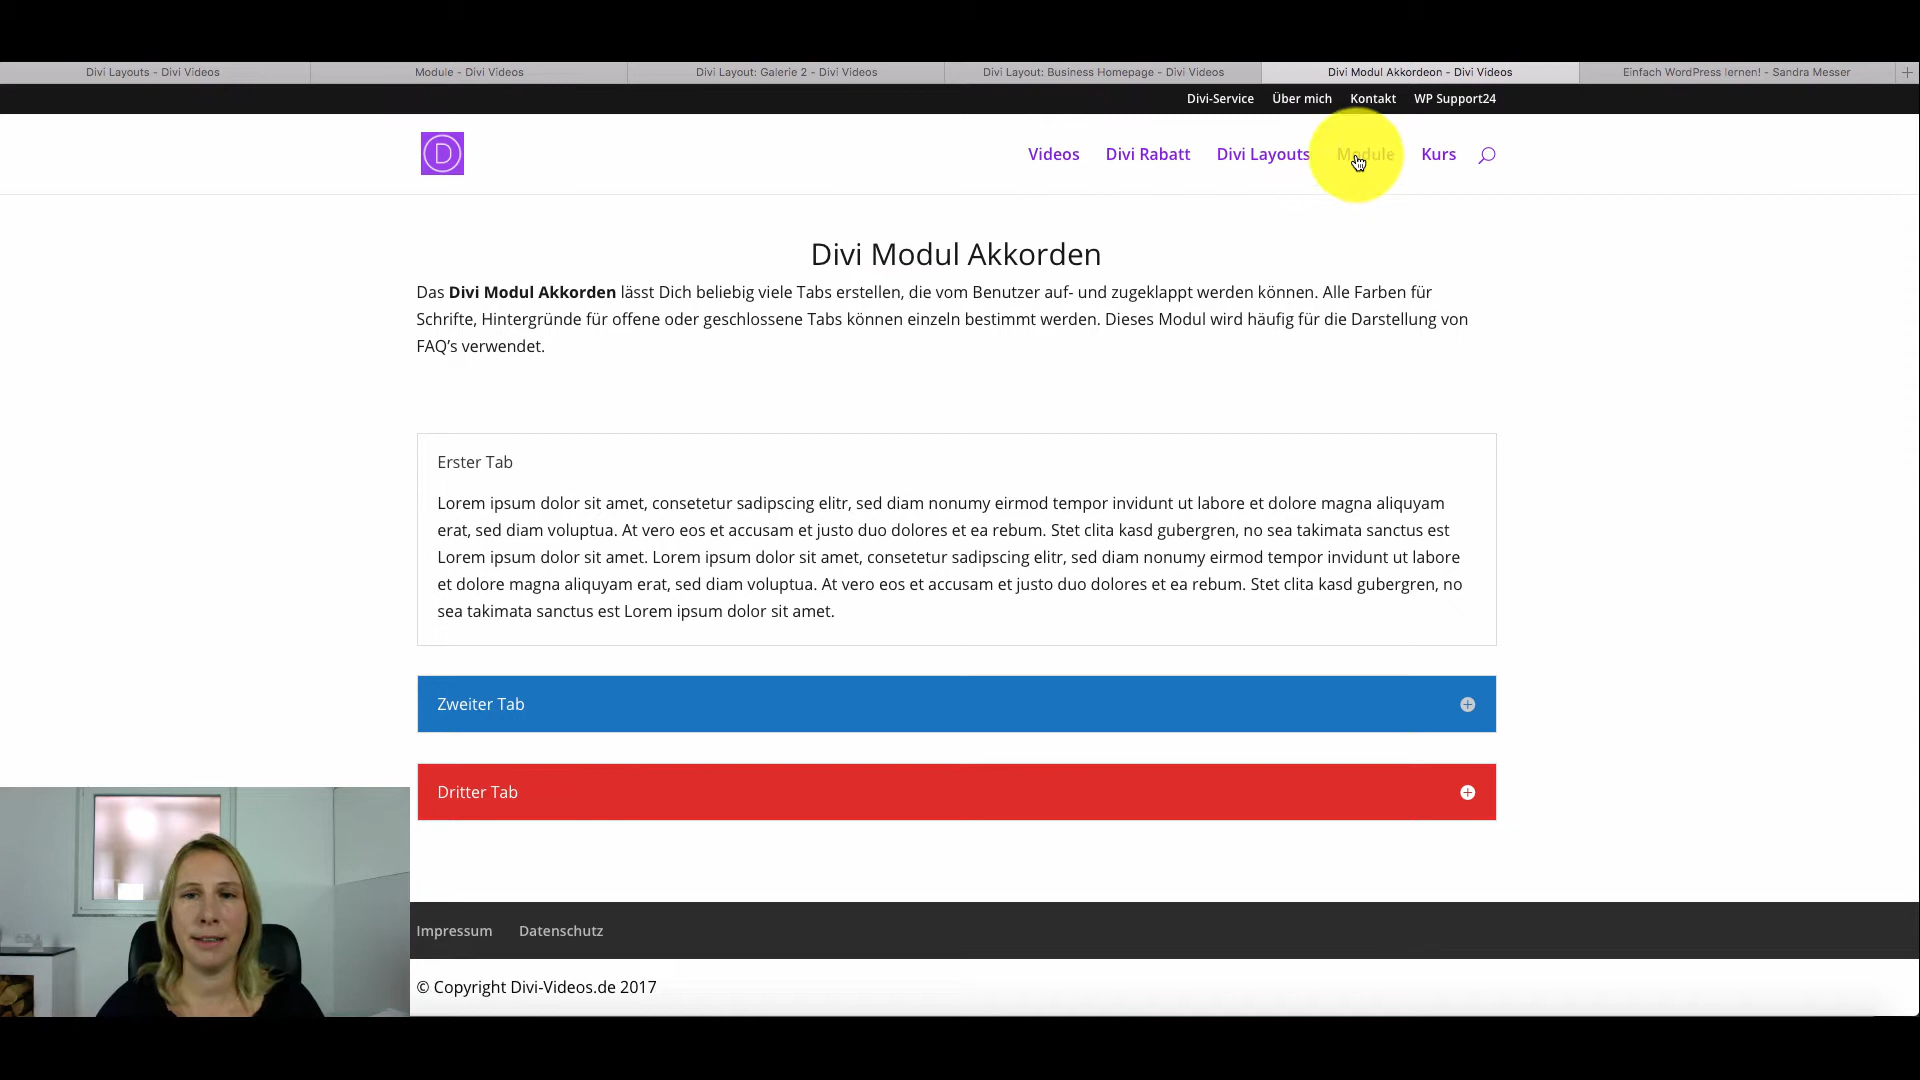 Divi Layouts - Divi Videos
Module - Divi Videos
Divi Layout: Galerie 2 - Divi Videos
Divi Layout: Business Homepage - Divi Videos
Divi Modul Akkordeon - Divi Videos
Einfach WordPress lernen! - Sandra Messer
Divi-Service Über mich Kontakt WP Support24
D
Videos Divi Rabatt Divi Layouts Module Kurs
Divi Modul Akkorden
Das Divi Modul Akkorden lässt Dich beliebig viele Tabs erstellen, die vom Benutzer auf- und zugeklappt werden können. Alle Farben für
Schrifte, Hintergründe für offene oder geschlossene Tabs können einzeln bestimmt werden. Dieses Modul wird häufig für die Darstellung von
FAQ’s verwendet.
Erster Tab
Lorem ipsum dolor sit amet, consetetur sadipscing elitr, sed diam nonumy eirmod tempor invidunt ut labore et dolore magna aliquyam
erat, sed diam voluptua. At vero eos et accusam et justo duo dolores et ea rebum. Stet clita kasd gubergren, no sea takimata sanctus est
Lorem ipsum dolor sit amet. Lorem ipsum dolor sit amet, consetetur sadipscing elitr, sed diam nonumy eirmod tempor invidunt ut labore
et dolore magna aliquyam erat, sed diam voluptua. At vero eos et accusam et justo duo dolores et ea rebum. Stet clita kasd gubergren, no
sea takimata sanctus est Lorem ipsum dolor sit amet.
Zweiter Tab
Dritter Tab
Impressum Datenschutz
© Copyright Divi-Videos.de 2017